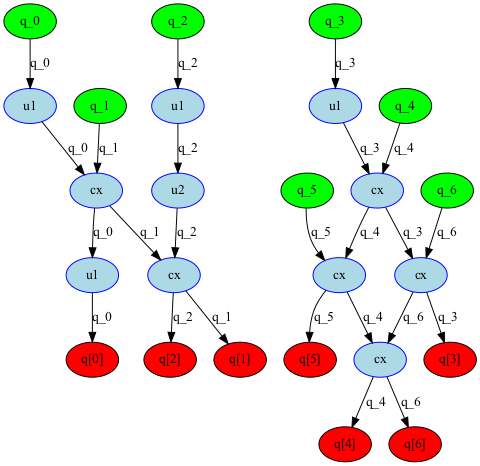 q_0 q_2 q_3
q_0 q_2 q_3
u1 q_1 u1 u1 q_4
q_0 q_1 q_2 q_3 q_4
cx u2 q_5 cx q_6
q_0 q_1 q_2 q_5 q_4 q_3 q_6
u1 cx cx cx
q_0 q_2 q_1 q_5 q_4 q_6 q_3
q[0] q[2] q[1] q[5] cx q[3]
q_4 q_6
q[4] q[6]